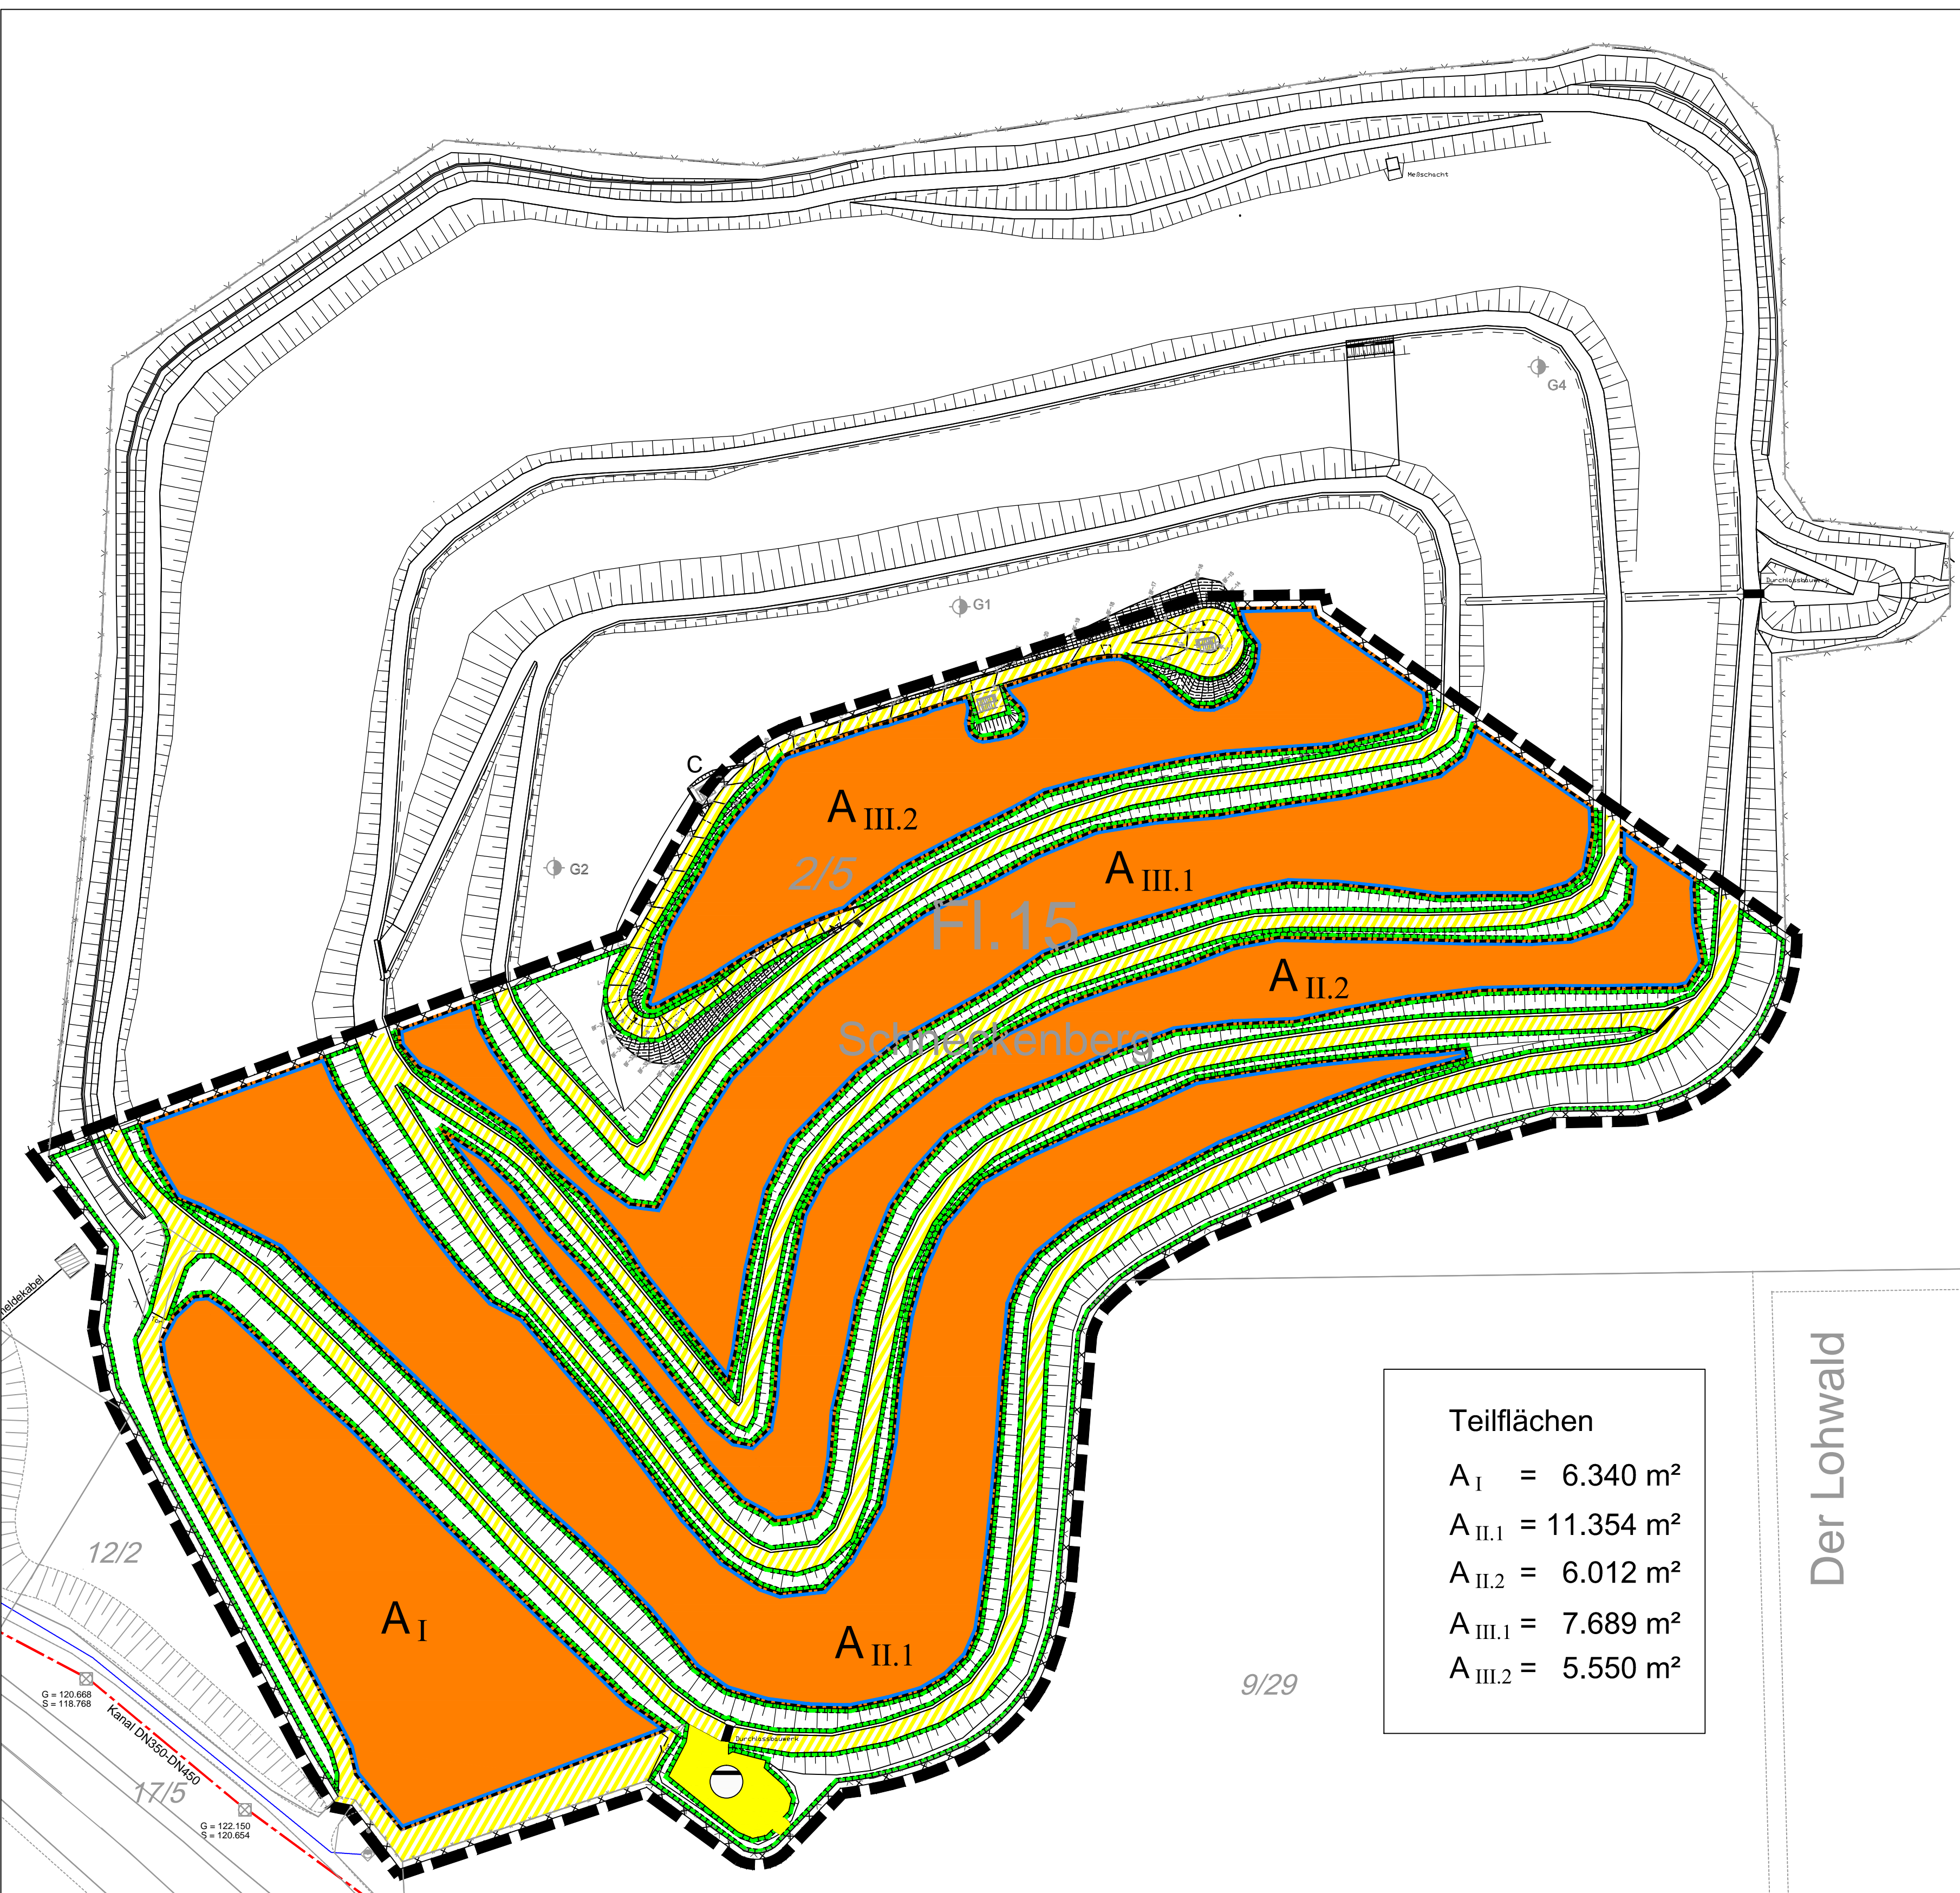 Meßschacht
G4
Durchlassbauwerk
G1
C
A III.2
G2
2/5
A III.1
Fl.15
A II.2
Schneckenberg
meldekabel
Tor
Der Lohwald
Teilflächen
A I = 6.340 m²
A II.1 = 11.354 m²
A II.2 = 6.012 m²
A III.1 = 7.689 m²
A III.2 = 5.550 m²
12/2
A I
A II.1
9/29
G = 120.668
S = 118.768
Kanal DN350-DN450
Durchlassbauwerk
17/5
G = 122.150
S = 120.654